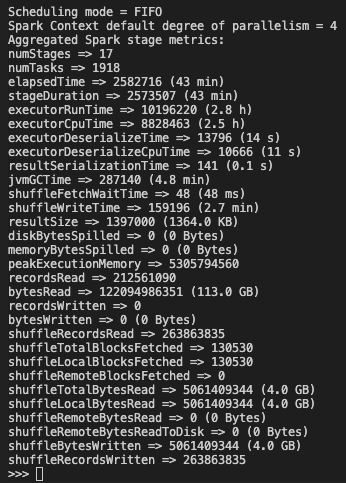 Scheduling mode = FIFO
Spark Context default degree of parallelism = 4
Aggregated Spark stage metrics:
numStages => 17
numTasks => 1918
elapsedTime => 2582716 (43 min)
stageDuration => 2573507 (43 min)
executorRunTime => 10196220 (2.8 h)
executorCpuTime => 8828463 (2.5 h)
executorDeserializeTime => 13796 (14 s)
executorDeserializeCpuTime => 10666 (11 s)
resultSerializationTime => 141 (0.1 s)
jvmGCTime => 287140 (4.8 min)
shuffleFetchWaitTime => 48 (48 ms)
shuffleWriteTime => 159196 (2.7 min)
resultSize => 1397000 (1364.0 KB)
diskBytesSpilled => 0 (0 Bytes)
memoryBytesSpilled => 0 (0 Bytes)
peakExecutionMemory => 5305794560
recordsRead => 212561090
bytesRead => 122094986351 (113.0 GB)
recordsWritten => 0
bytesWritten => 0 (0 Bytes)
shuffleRecordsRead => 263863835
shuffleTotalBlocksFetched => 130530
shuffleLocalBlocksFetched => 130530
shuffleRemoteBlocksFetched => 0
shuffleTotalBytesRead => 5061409344 (4.0 GB)
shuffleLocalBytesRead => 5061409344 (4.0 GB)
shuffleRemoteBytesRead => 0 (0 Bytes)
shuffleRemoteBytesReadToDisk => 0 (0 Bytes)
shuffleBytesWritten => 5061409344 (4.0 GB)
shuffleRecordsWritten => 263863835
>>>